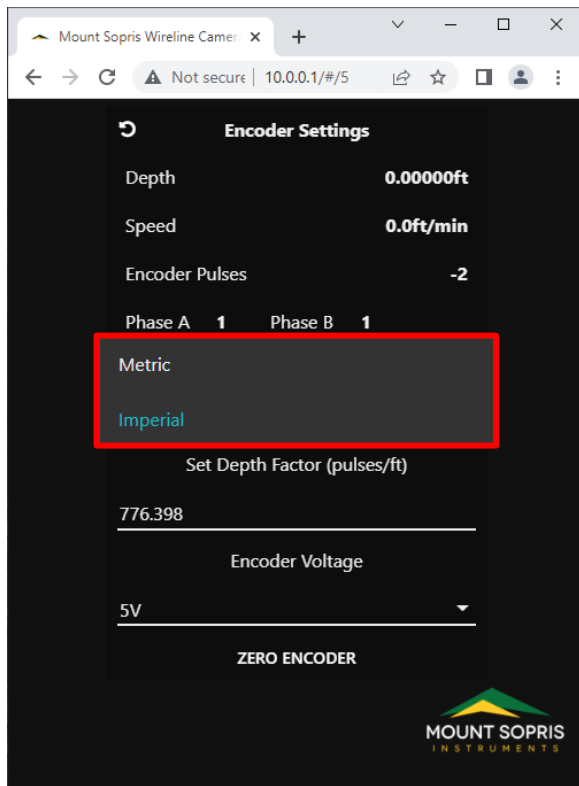 Mount Sopris Wireline Camer
Not secure 10.0.0.1/#/5
Encoder Settings
Depth 0.00000ft
Speed 0.0ft/min
Encoder Pulses -2
Phase A 1 Phase B 1
Metric
Imperial
Set Depth Factor (pulses/ft)
776.398
Encoder Voltage
5V
ZERO ENCODER
MOUNT SOPRIS
INSTRUMENTS